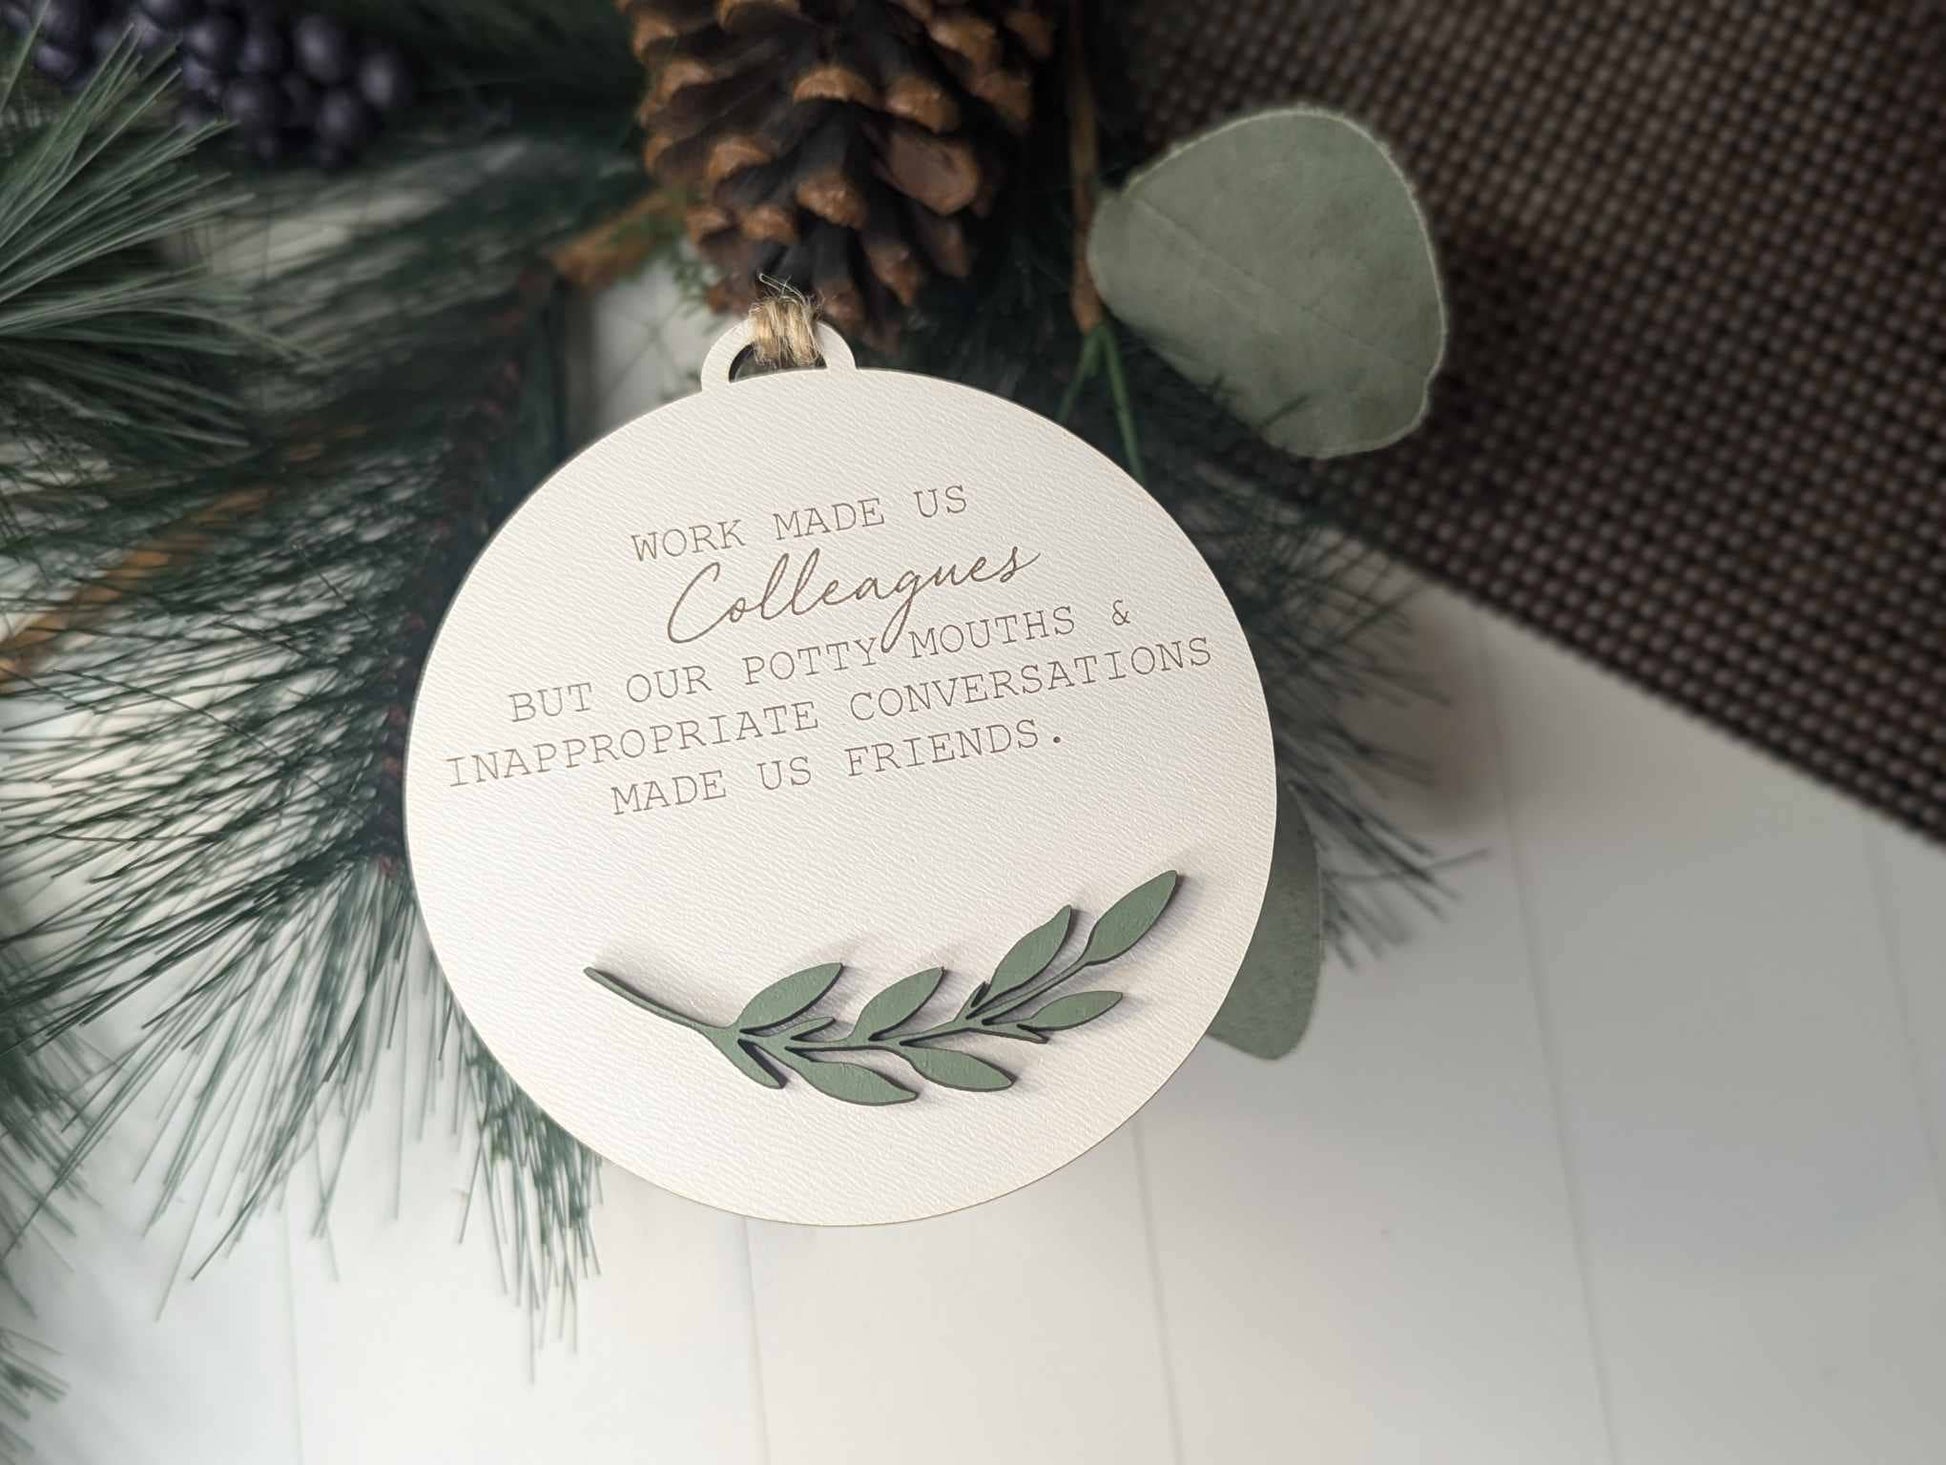 WORK MADE US
Colleagues
BUT OUR POTTY MOUTHS &
INAPPROPRIATE CONVERSATIONS
MADE US FRIENDS.